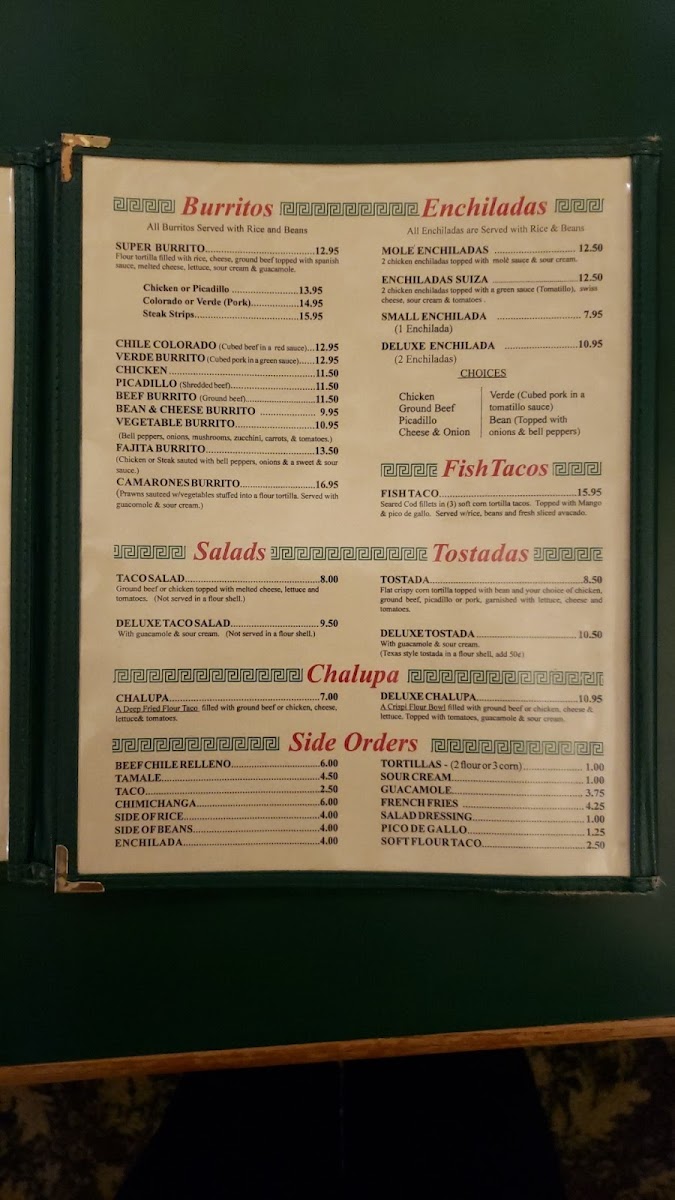 Burritos
All Burritos Served with Rice and Beans
SUPER BURRITO 12.95
Flour tortilla filled with rice, cheese, ground beef topped with spanish
sauce, melted cheese, lettuce, sour cream & guacamole.
Chicken or Picadillo 13.95
Colorado or Verde (Pork) 14.95
Steak Strips 15.95
CHILE COLORADO (Cubed beef in a red sauce) 12.95
VERDE BURRITO (Cubed pork in a green sauce) 12.95
CHICKEN 11.50
PICADILLO (Shredded beef) 11.50
BEEF BURRITO (Ground beef) 11.50
BEAN & CHEESE BURRITO 9.95
VEGETABLE BURRITO 10.95
(Bell peppers, onions, mushrooms, zucchini, carrots, & tomatoes.)
FAJITA BURRITO 13.50
(Chicken or Steak sauted with bell peppers, onions & a sweet & sour
sauce.)
CAMARONES BURRITO 16.95
(Prawns sauteed w/vegetables stuffed into a flour tortilla. Served with
guacomole & sour cream.)
Enchiladas
All Enchiladas are Served with Rice & Beans
MOLE ENCHILADAS 12.50
2 chicken enchiladas topped with molé sauce & sour cream.
ENCHILADAS SUIZA 12.50
2 chicken enchiladas topped with a green sauce (Tomatillo), swiss
cheese, sour cream & tomatoes .
SMALL ENCHILADA 7.95
(1 Enchilada)
DELUXE ENCHILADA 10.95
(2 Enchiladas)
CHOICES
Chicken
Ground Beef
Picadillo
Cheese & Onion
Verde (Cubed pork in a
tomatillo sauce)
Bean (Topped with
onions & bell peppers)
Fish Tacos
FISH TACO 15.95
Seared Cod fillets in (3) soft corn tortilla tacos. Topped with Mango
& pico de gallo. Served w/rice, beans and fresh sliced avacado.
Salads
TACO SALAD 8.00
Ground beef or chicken topped with melted cheese, lettuce and
tomatoes. (Not served in a flour shell.)
DELUXE TACO SALAD 9.50
With guacamole & sour cream. (Not served in a flour shell.)
Tostadas
TOSTADA 8.50
Flat crispy corn tortilla topped with bean and your choice of chicken,
ground beef, picadillo or pork, garnished with lettuce, cheese and
tomatoes.
DELUXE TOSTADA 10.50
With guacamole & sour cream.
(Texas style tostada in a flour shell, add 50¢)
Chalupa
CHALUPA 7.00
A Deep Fried Flour Taco filled with ground beef or chicken, cheese,
lettuce& tomatoes.
DELUXE CHALUPA 10.95
A Crispi Flour Bowl filled with ground beef or chicken, cheese &
lettuce. Topped with tomatoes, guacamole & sour cream.
Side Orders
BEEF CHILE RELLENO 6.00
TAMALE 4.50
TACO 2.50
CHIMICHANGA 6.00
SIDE OF RICE 4.00
SIDE OF BEANS 4.00
ENCHILADA 4.00
TORTILLAS - (2 flour or 3 corn) 1.00
SOUR CREAM 1.00
GUACAMOLE 3.75
FRENCH FRIES 4.25
SALAD DRESSING 1.00
PICO DE GALLO 1.25
SOFT FLOUR TACO 2.50